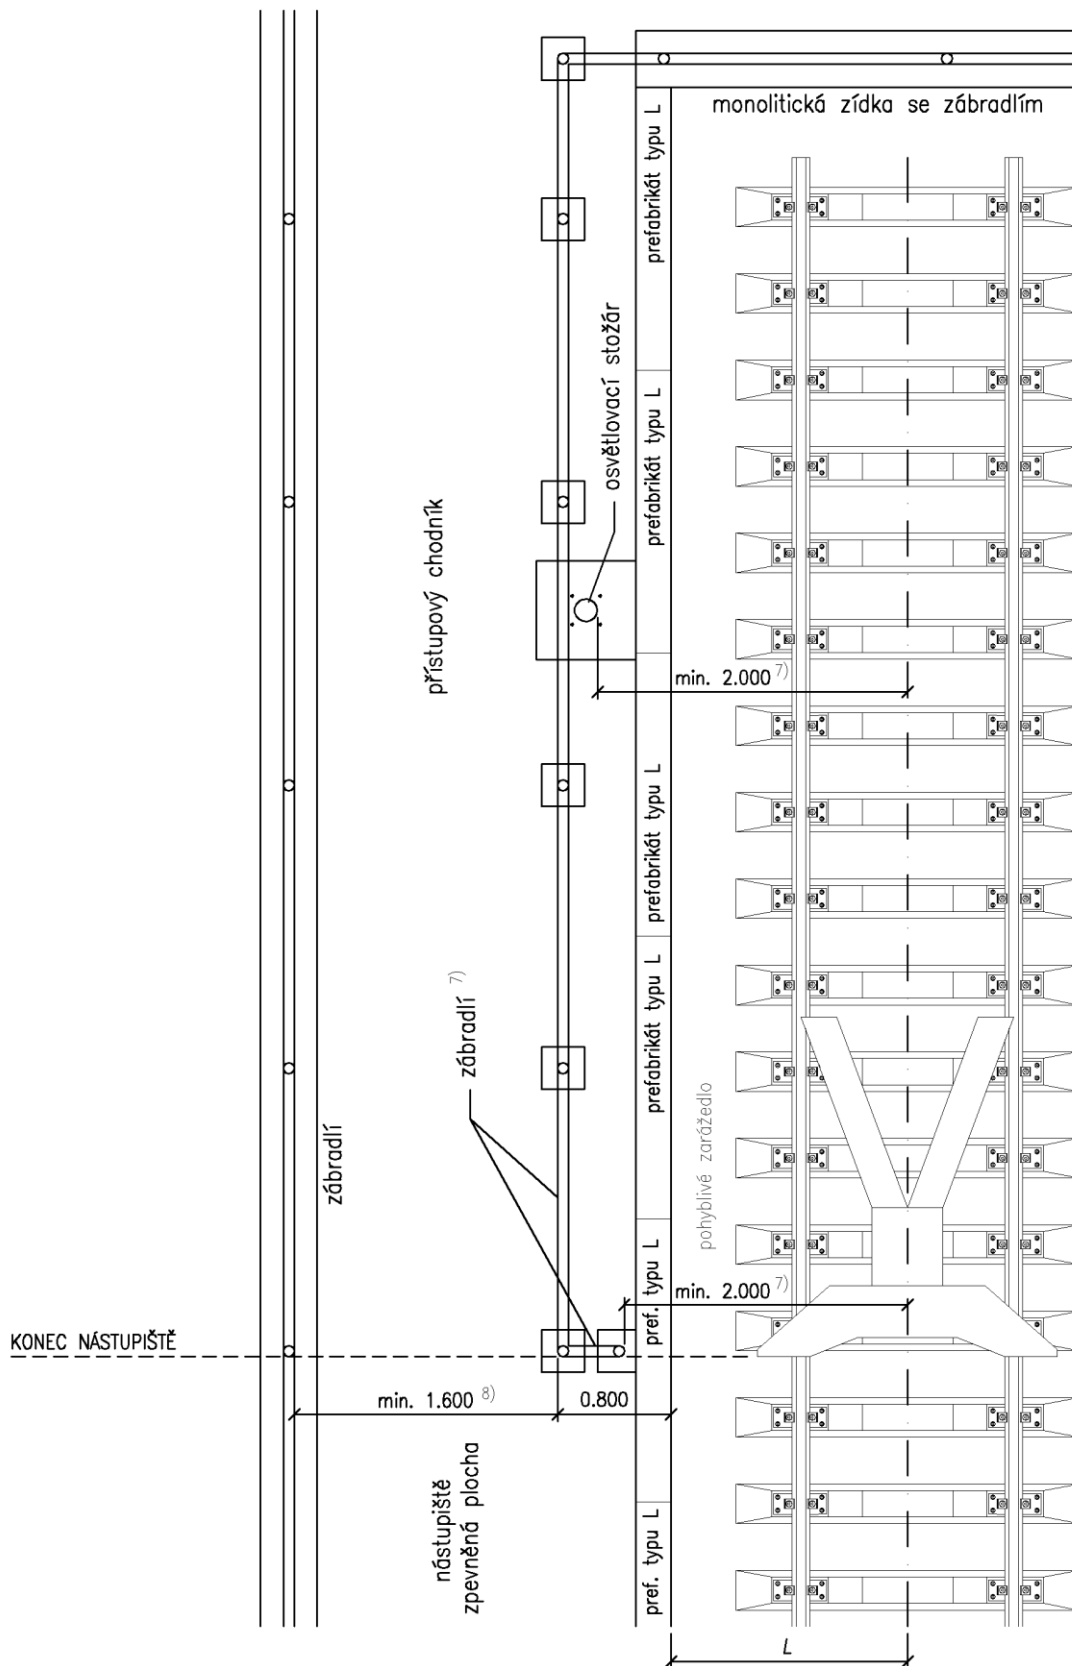 monolitická zídka se zábradlím
prefabrikát typu L
osvětlovací stožár
prefabrikát typu L
přístupový chodník
min. 2.000 7)
prefabrikát typu L
zábradlí 7)
prefabrikát typu L
pohyblivé zarážedlo
zábradlí
pref. typu L
min. 2.000 7)
KONEC NÁSTUPIŠTĚ
min. 1.600 8)
0.800
nástupiště
zpevněná plocha
pref. typu L
L